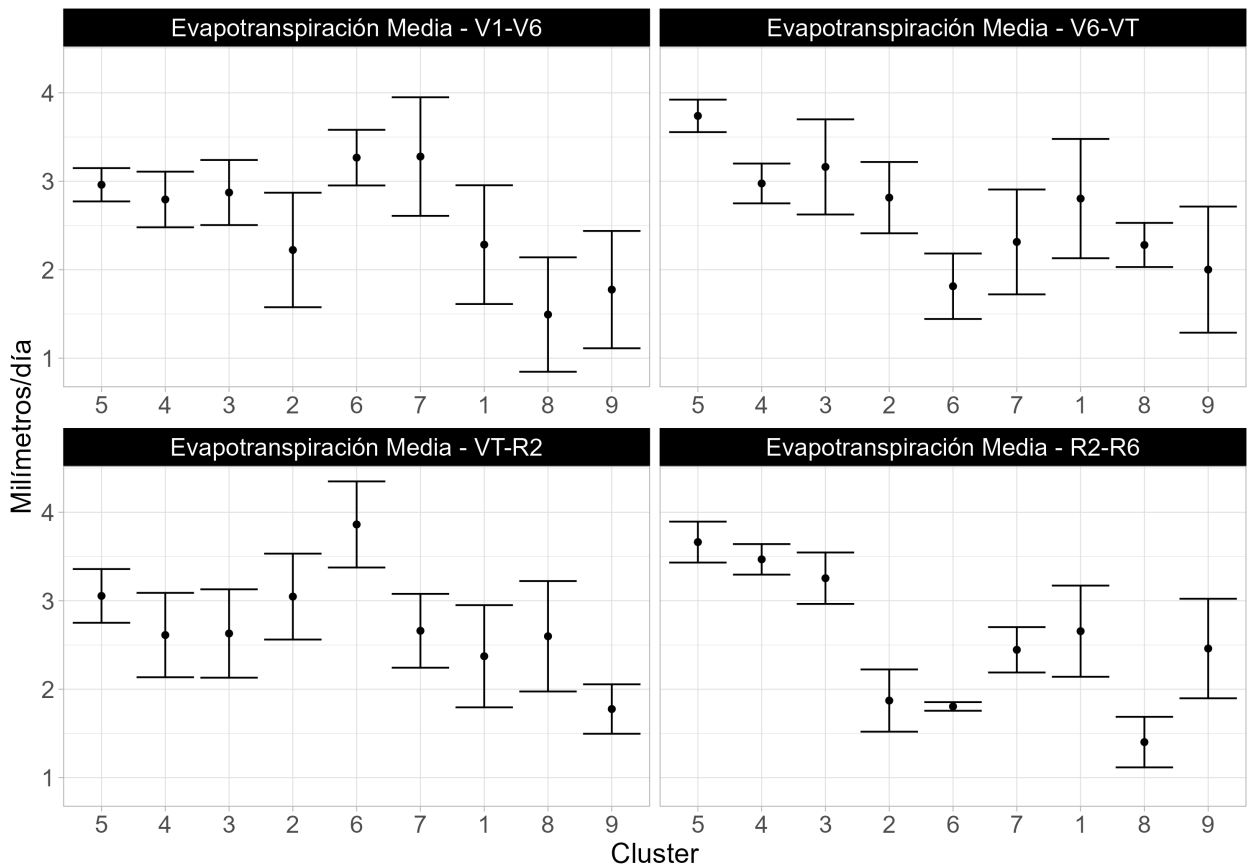 Evapotranspiración Media - V1-V6
Evapotranspiración Media - V6-VT
4
3
2
1
5 4 3 2 6 7 1 8 9
5 4 3 2 6 7 1 8 9
Milímetros/día
Evapotranspiración Media - VT-R2
Evapotranspiración Media - R2-R6
4
3
2
1
5 4 3 2 6 7 1 8 9
5 4 3 2 6 7 1 8 9
Cluster